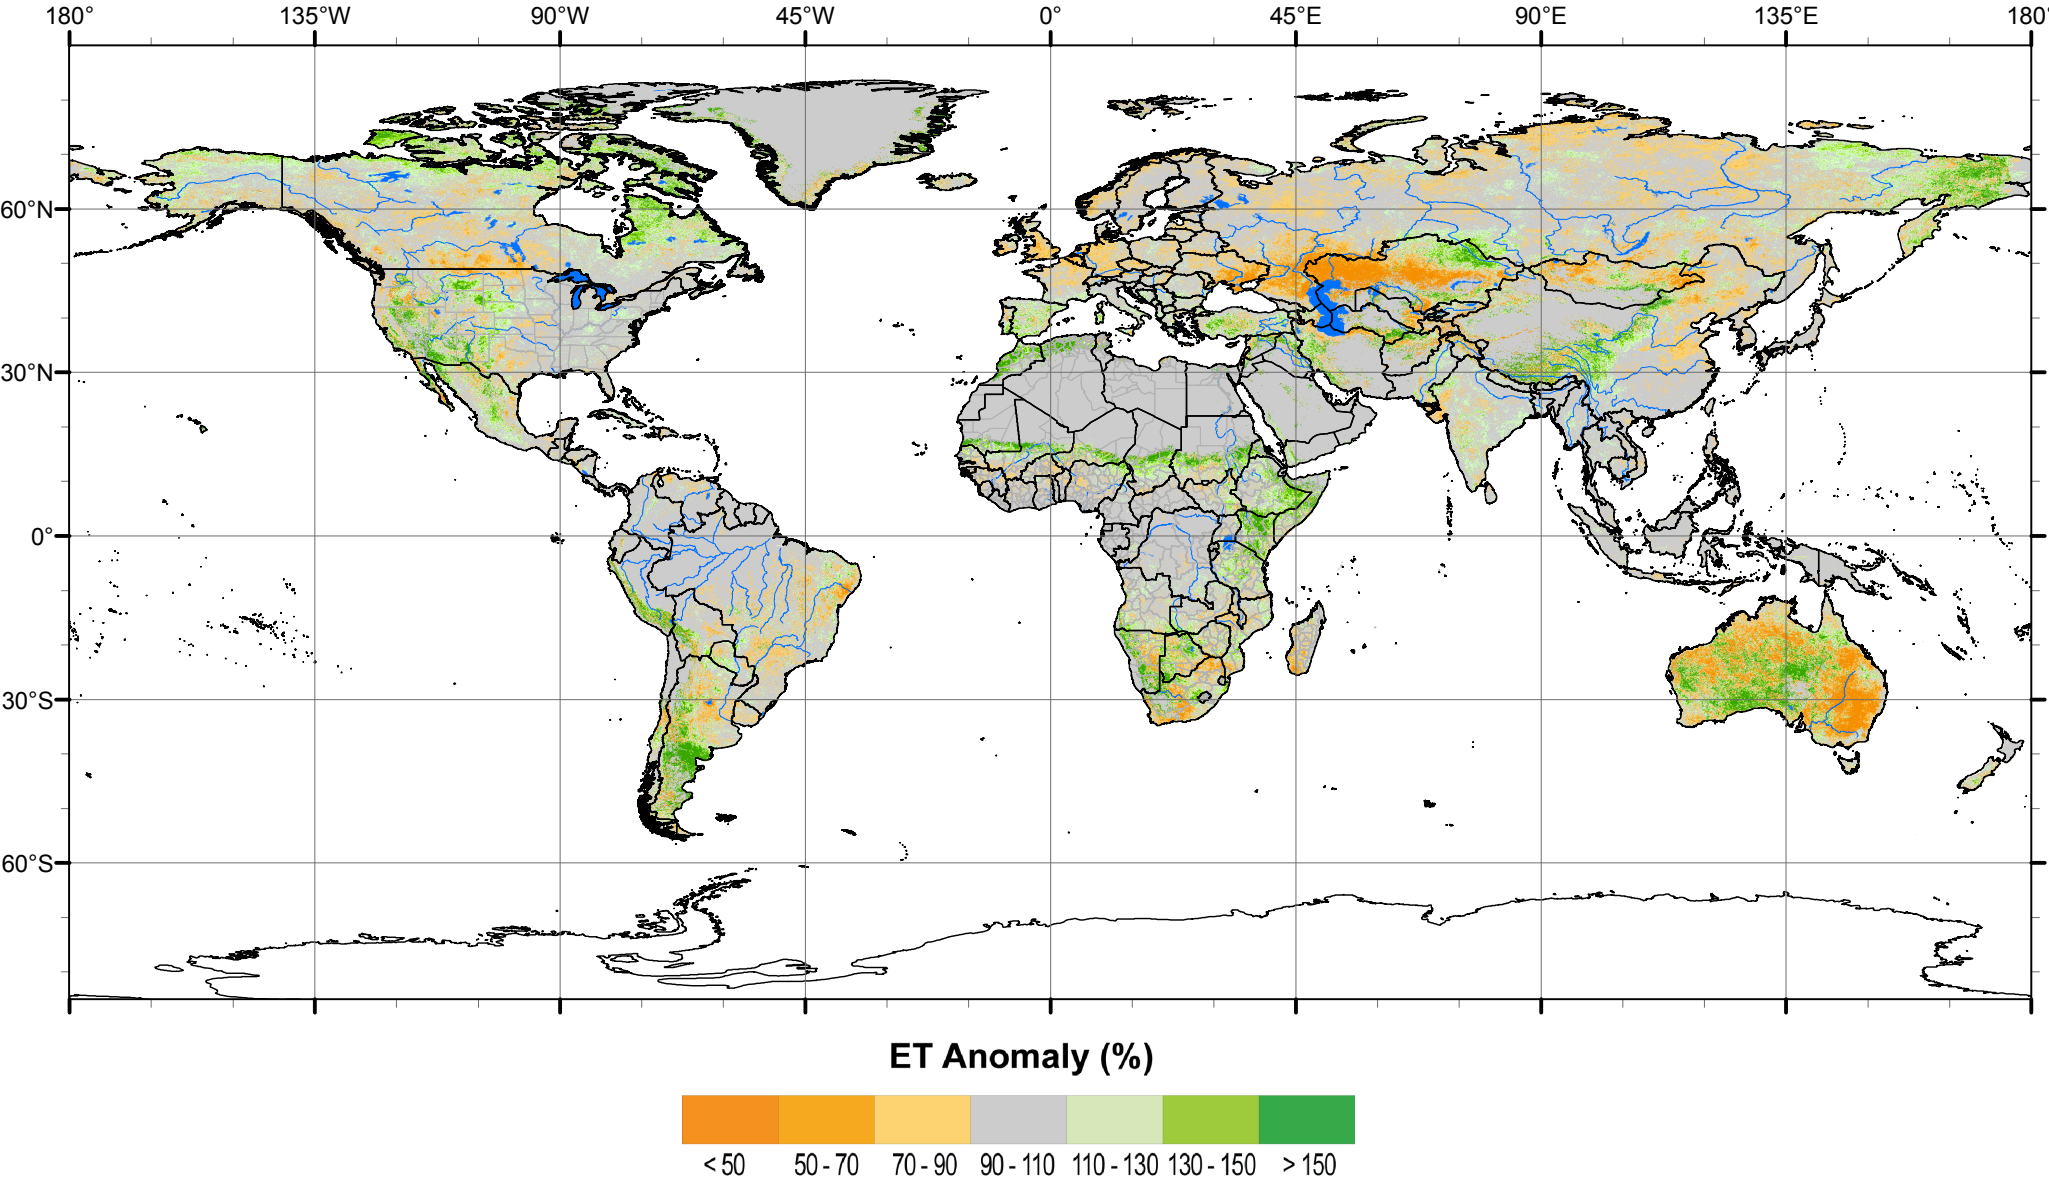 180° 135°W 90°W 45°W 0° 45°E 90°E 135°E 180°
60°N
30°N
0°
30°S
60°S
ET Anomaly (%)
< 50 50 - 70 70 - 90 90 - 110 110 - 130 130 - 150 > 150